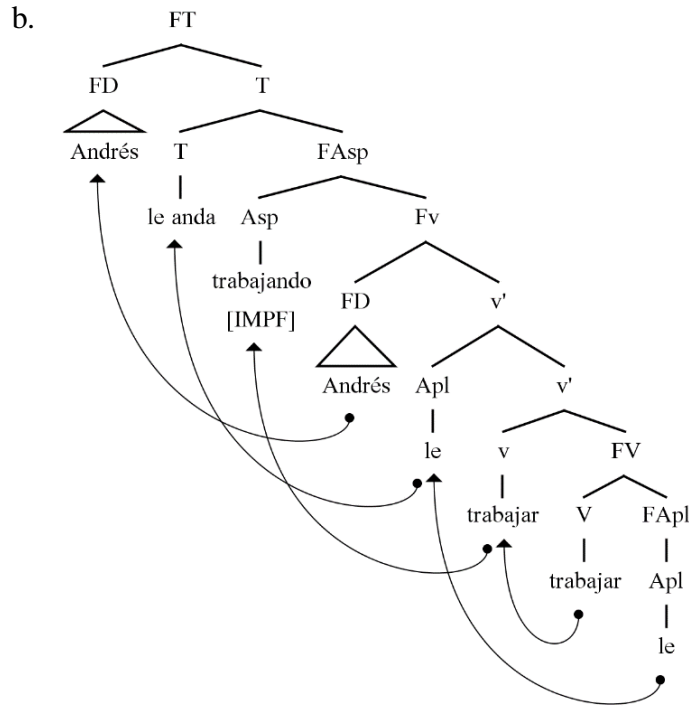 b.
FT
FD T
Andrés T FAsp
le anda Asp Fv
trabajando
[IMPF] FD v'
Andrés Apl v'
le v FV
trabajar V FApl
trabajar Apl
le